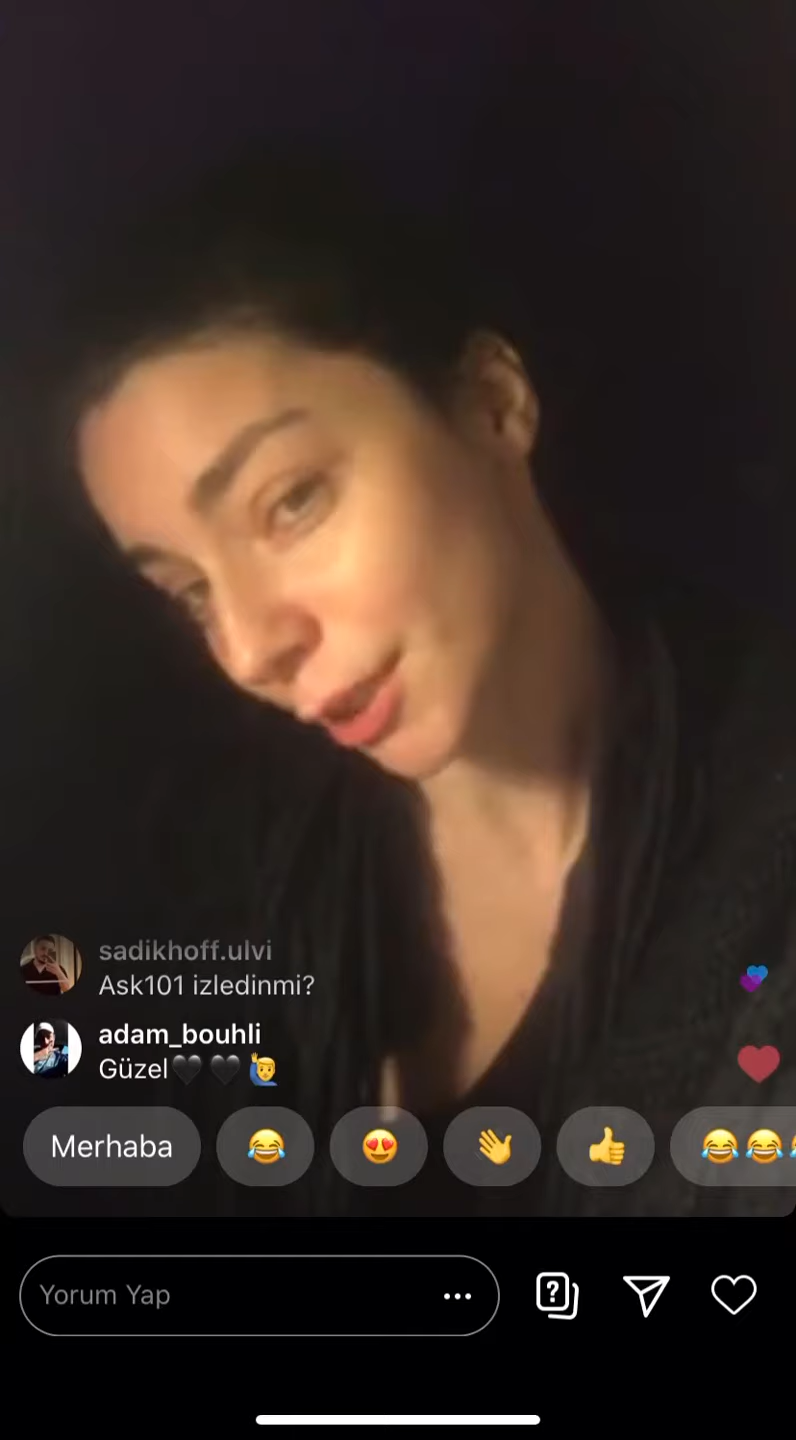 sadikhoff.ulvi
Ask101 izledinmi?
adam_bouhli
Güzel🖤🖤🙋‍♂️
Merhaba 😂 😍 👋 👍 😂😂
Yorum Yap